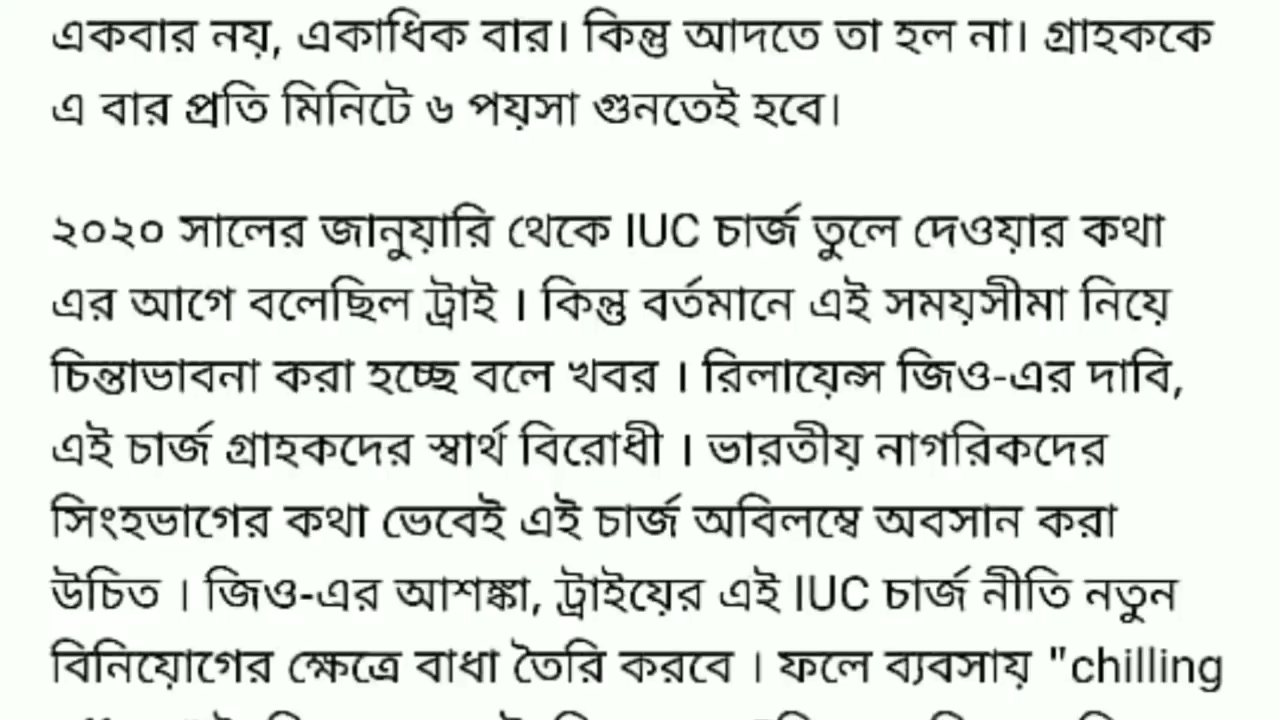 একবার নয়, একাধিক বার। কিন্তু আদতে তা হল না। গ্রাহককে
এ বার প্রতি মিনিটে ৬ পয়সা গুনতেই হবে।
২০২০ সালের জানুয়ারি থেকে IUC চার্জ তুলে দেওয়ার কথা
এর আগে বলেছিল ট্রাই । কিন্তু বর্তমানে এই সময়সীমা নিয়ে
চিন্তাভাবনা করা হচ্ছে বলে খবর । রিলায়েন্স জিও-এর দাবি,
এই চার্জ গ্রাহকদের স্বার্থ বিরোধী । ভারতীয় নাগরিকদের
সিংহভাগের কথা ভেবেই এই চার্জ অবিলম্বে অবসান করা
উচিত । জিও-এর আশঙ্কা, ট্রাইয়ের এই IUC চার্জ নীতি নতুন
বিনিয়োগের ক্ষেত্রে বাধা তৈরি করবে । ফলে ব্যবসায় "chilling